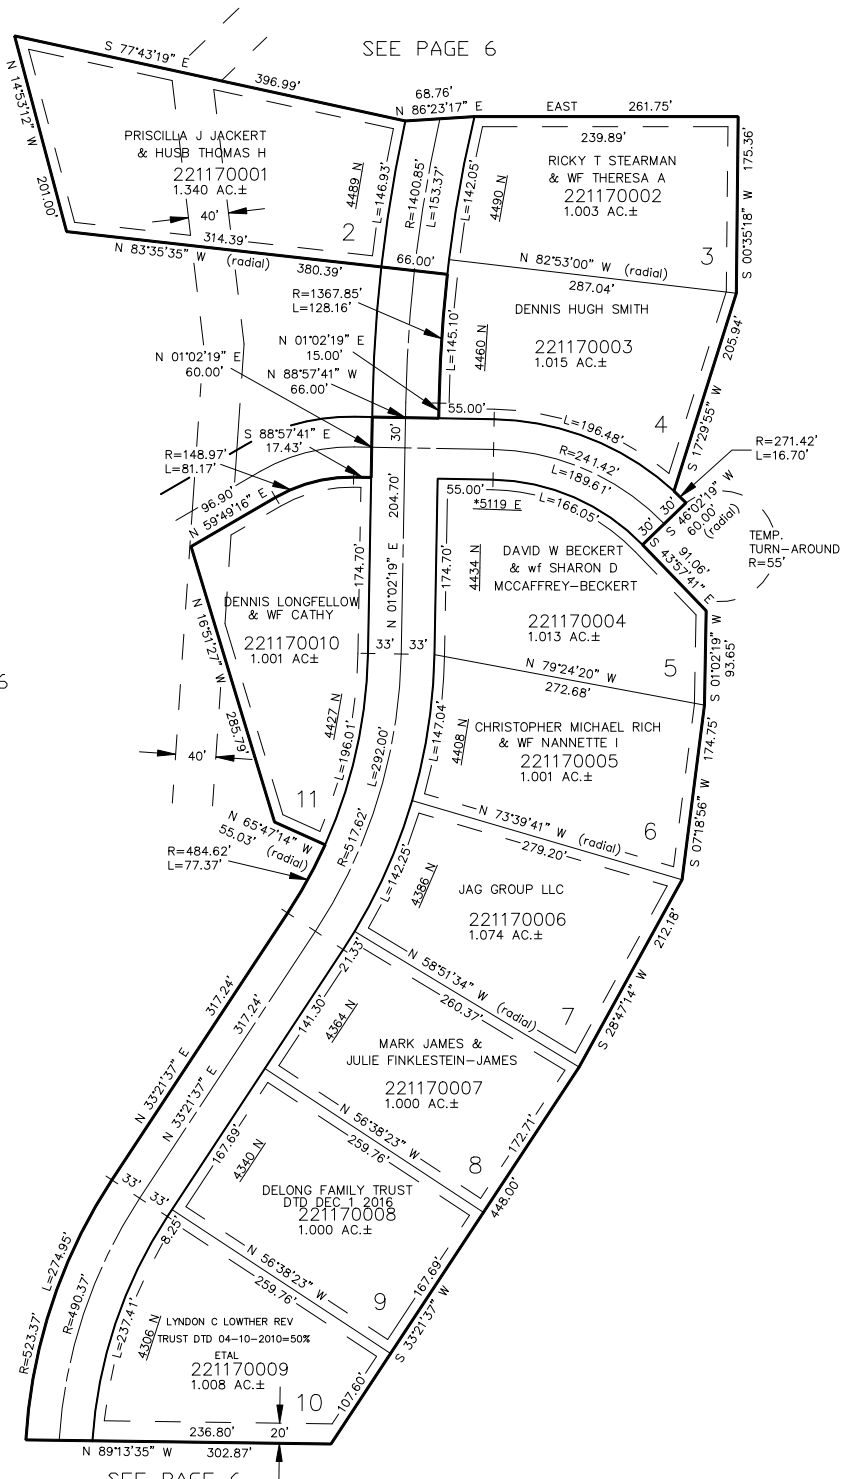 SEE PAGE 6
S 77°43'19" E
396.99'
N 14°53'12" W
201.00'
PRISCILLA J JACKERT
& HUSB THOMAS H
221170001
1.340 AC.±
40'
2
4489 N
314.39'
N 83°35'35" W (radial)
380.39'
66.00'
68.76'
N 86°23'17" E
EAST 261.75'
239.89'
L=146.93'
R=1400.85'
L=153.37'
L=142.05'
4490 N
RICKY T STEARMAN
& WF THERESA A
221170002
1.003 AC.±
3
175.36'
S 00°35'18" W
N 82°53'00" W (radial)
287.04'
R=1367.85'
L=128.16'
DENNIS HUGH SMITH
221170003
1.015 AC.±
4
L=145.10'
4460 N
205.94'
S 17°29'55" W
N 01°02'19" E
15.00'
N 01°02'19" E
60.00'
N 88°57'41" W
66.00'
55.00'
L=196.48'
R=271.42'
L=16.70'
30'
S 88°57'41" E
17.43'
R=148.97'
L=81.17'
R=241.42'
L=189.61'
30'
30'
S 46°02'19" W
60.00'
(radial)
96.90'
N 59°49'16" E
204.70'
55.00'
*5119 E
L=166.05'
TEMP.
TURN-AROUND
R=55'
91.06'
S 43°57'41" E
174.70'
N 01°02'19" E
174.70'
4434 N
DAVID W BECKERT
& wf SHARON D
MCCAFFREY-BECKERT
221170004
1.013 AC.±
5
S 01°02'19" W
93.65'
DENNIS LONGFELLOW
& WF CATHY
221170010
1.001 AC±
N 16°51'27" W
285.79'
33'
33'
N 79°24'20" W
272.68'
6
4427 N
L=196.01'
L=292.00'
L=147.04'
4408 N
CHRISTOPHER MICHAEL RICH
& WF NANNETTE I
221170005
1.001 AC.±
174.75'
S 07°18'56" W
40'
11
N 73°39'41" W (radial)
279.20'
6
N 65°47'14" W
55.03' (radial)
R=484.62'
L=77.37'
R=517.62'
L=142.25'
4386 N
JAG GROUP LLC
221170006
1.074 AC.±
7
212.18'
S 28°47'14" W
21.33'
N 58°51'34" W (radial)
260.37'
317.24'
317.24'
141.30'
4364 N
MARK JAMES &
JULIE FINKLESTEIN-JAMES
221170007
1.000 AC.±
8
N 33°21'37" E
N 33°21'37" E
N 56°38'23" W
259.76'
172.71'
448.00'
33'
33'
167.69'
4340 N
DELONG FAMILY TRUST
DTD DEC 1 2016
221170008
1.000 AC.±
9
8.25'
N 56°38'23" W
259.76'
167.69'
S 33°21'37" W
L=274.95'
R=523.37'
R=490.37'
L=237.41'
4306 N
LYNDON C LOWTHER REV
TRUST DTD 04-10-2010=50%
ETAL
221170009
1.008 AC.±
10
107.60'
236.80'
20'
N 89°13'35" W 302.87'
SEE PAGE 6